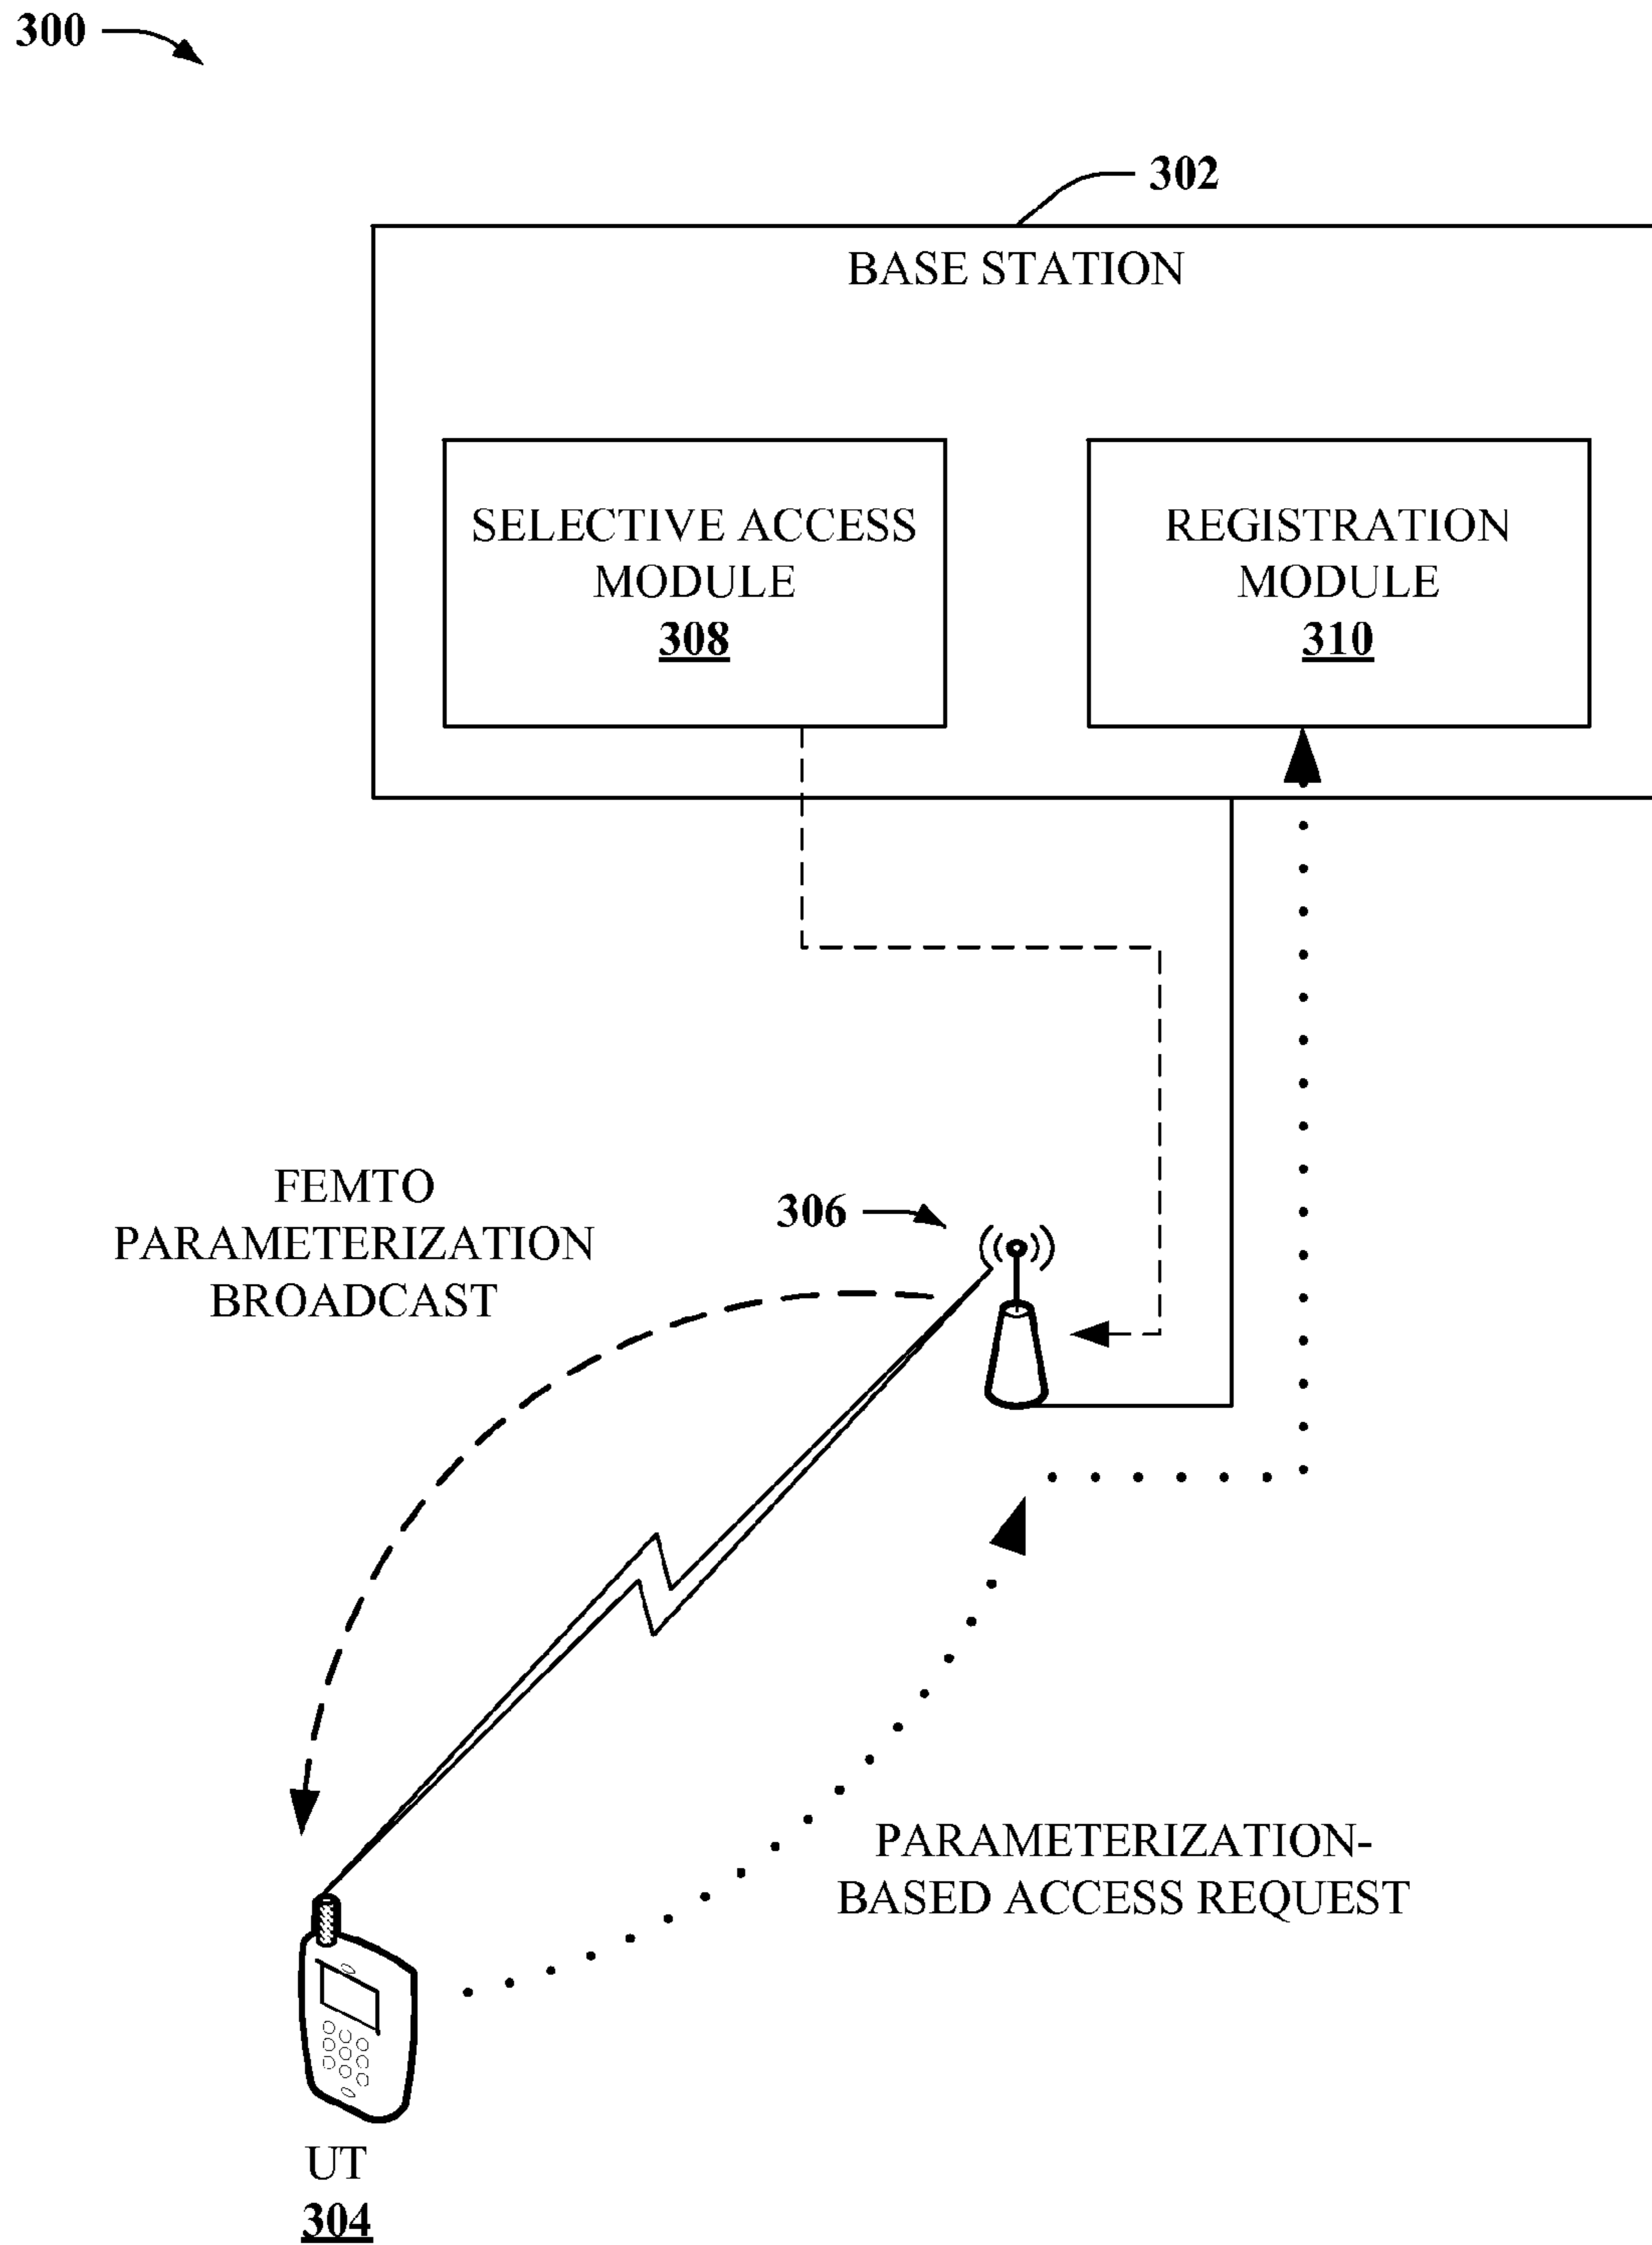 300
302
BASE STATION
SELECTIVE ACCESS
MODULE
308
REGISTRATION
MODULE
310
FEMTO
PARAMETERIZATION
BROADCAST
306
PARAMETERIZATION-
BASED ACCESS REQUEST
UT
304